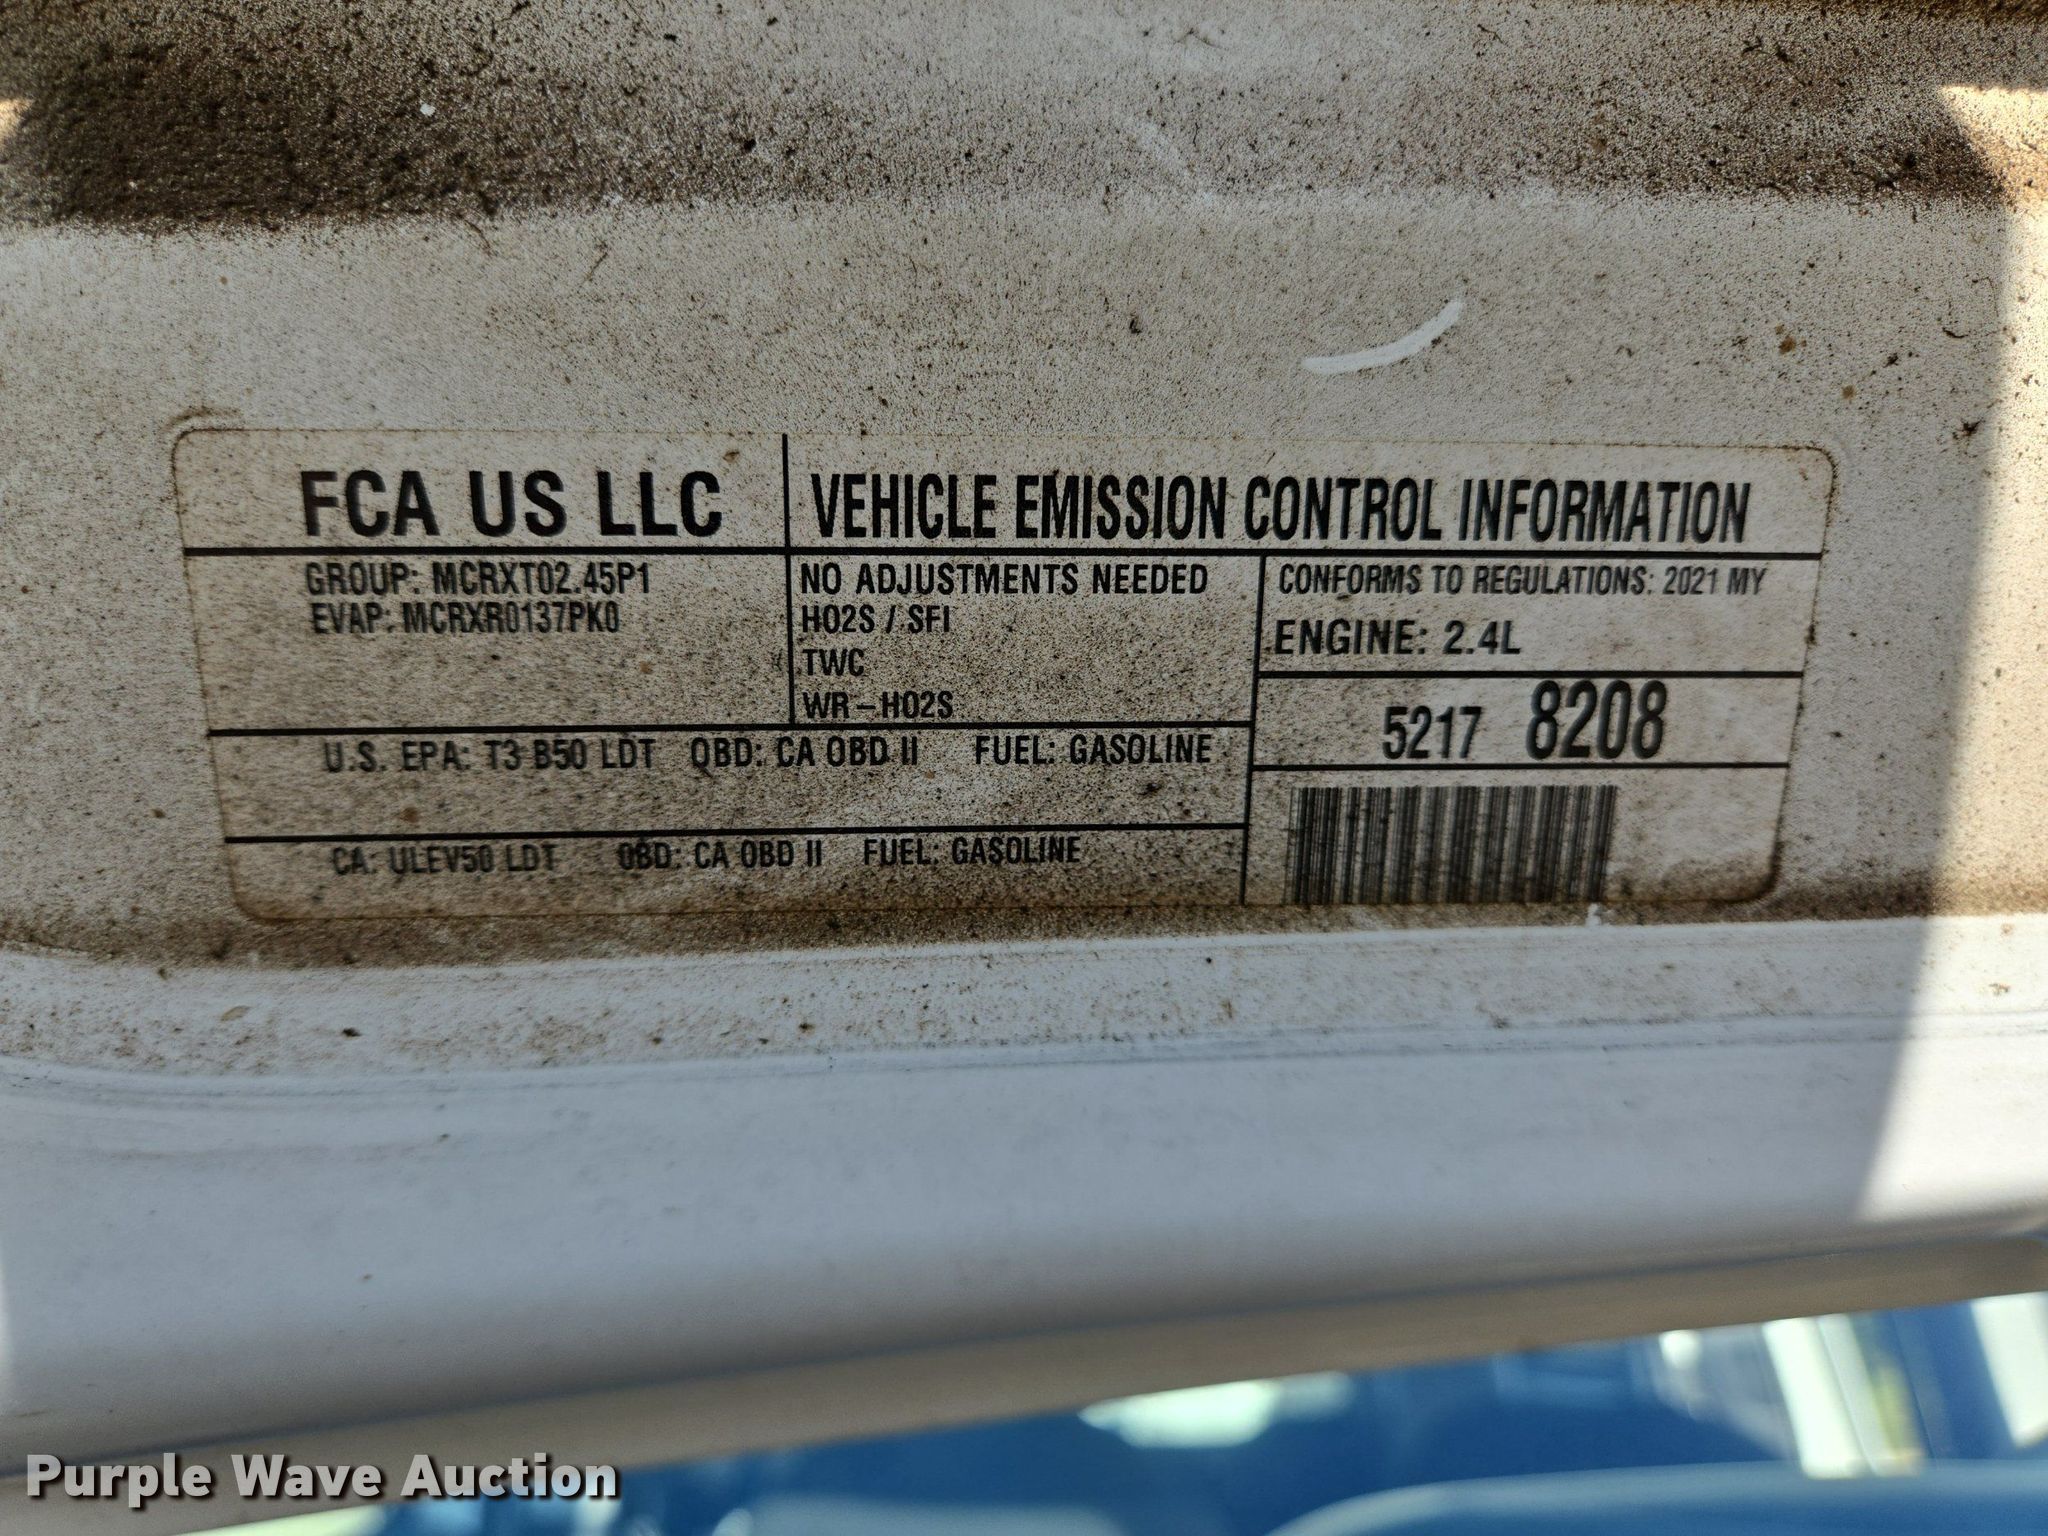 FCA US LLC
VEHICLE EMISSION CONTROL INFORMATION
GROUP: MCRXT02.45P1
EVAP: MCRXR0137PK0
NO ADJUSTMENTS NEEDED
HO2S / SFI
TWC
WR-HO2S
CONFORMS TO REGULATIONS: 2021 MY
ENGINE: 2.4L
5217 8208
U.S. EPA: T3 B50 LDT OBD: CA OBD II FUEL: GASOLINE
CA: ULEV50 LDT OBD: CA OBD II FUEL: GASOLINE
Purple Wave Auction